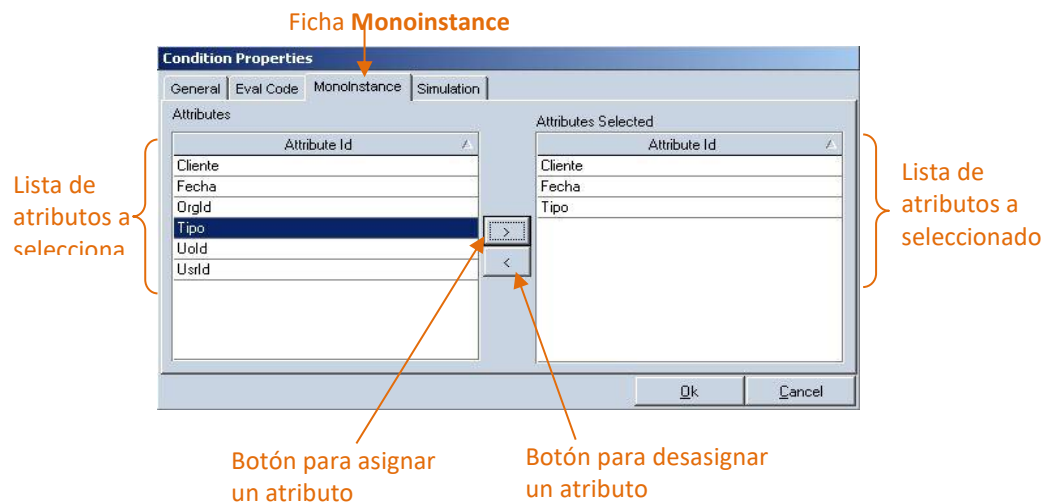 Ficha Monoinstance
Condition Properties
General Eval Code MonoInstance Simulation
Attributes
Attributes Selected
Attribute Id
Attribute Id
Cliente
Fecha
OrgId
Tipo
UoId
UsrId
Cliente
Fecha
Tipo
>
<
Lista de
atributos a
selecciona
Lista de
atributos a
seleccionado
Ok Cancel
Botón para asignar
un atributo
Botón para desasignar
un atributo